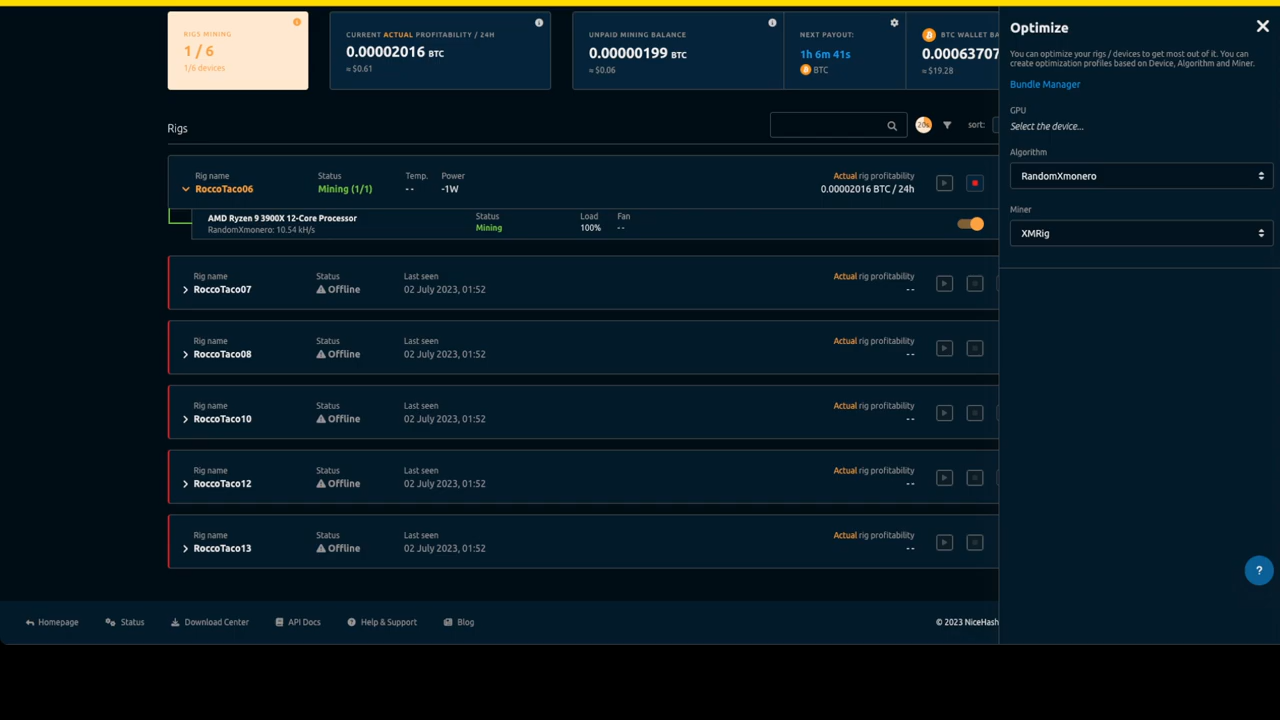 RIGS MINING
1 / 6
1/6 devices
CURRENT ACTUAL PROFITABILITY / 24H
0.00002016 BTC
≈ $0.61
UNPAID MINING BALANCE
0.00000199 BTC
≈ $0.06
NEXT PAYOUT:
1h 6m 41s
BTC
BTC WALLET BA
0.00063707
≈ $19.28
Optimize
You can optimize your rigs / devices to get most out of it. You can
create optimization profiles based on Device, Algorithm and Miner.
Bundle Manager
GPU
Select the device...
Algorithm
RandomXmonero
Miner
XMRig
Rigs
sort:
Rig name
RoccoTaco06
Status
Mining (1/1)
Temp.
--
Power
-1W
Actual rig profitability
0.00002016 BTC / 24h
AMD Ryzen 9 3900X 12-Core Processor
RandomXmonero: 10.54 kH/s
Status
Mining
Load
100%
Fan
--
Rig name
RoccoTaco07
Status
Offline
Last seen
02 July 2023, 01:52
Actual rig profitability
--
Rig name
RoccoTaco08
Status
Offline
Last seen
02 July 2023, 01:52
Actual rig profitability
--
Rig name
RoccoTaco10
Status
Offline
Last seen
02 July 2023, 01:52
Actual rig profitability
--
Rig name
RoccoTaco12
Status
Offline
Last seen
02 July 2023, 01:52
Actual rig profitability
--
Rig name
RoccoTaco13
Status
Offline
Last seen
02 July 2023, 01:52
Actual rig profitability
--
?
Homepage
Status
Download Center
API Docs
Help & Support
Blog
© 2023 NiceHash